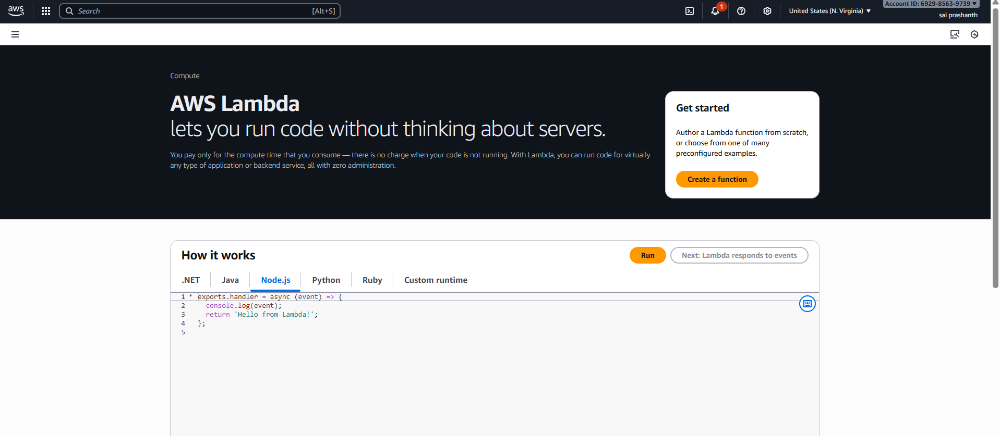 aws
Search
[Alt+S]
1
United States (N. Virginia)
Account ID: 6929-8563-9739
sai prashanth
Compute
AWS Lambda
lets you run code without thinking about servers.
You pay only for the compute time that you consume — there is no charge when your code is not running. With Lambda, you can run code for virtually
any type of application or backend service, all with zero administration.
Get started
Author a Lambda function from scratch,
or choose from one of many
preconfigured examples.
Create a function
How it works
Run
Next: Lambda responds to events
.NET
Java
Node.js
Python
Ruby
Custom runtime
1 exports.handler = async (event) => {
2   console.log(event);
3   return 'Hello from Lambda!';
4 };
5